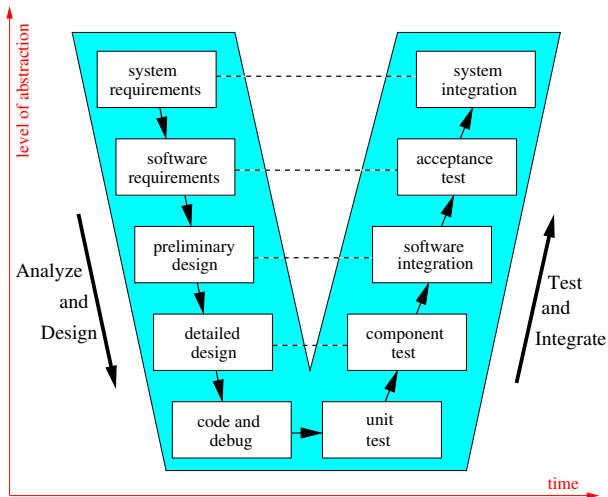 level of abstraction
system
requirements
system
integration
software
requirements
acceptance
test
preliminary
design
software
integration
Analyze
and
Design
Test
and
Integrate
detailed
design
component
test
code and
debug
unit
test
time